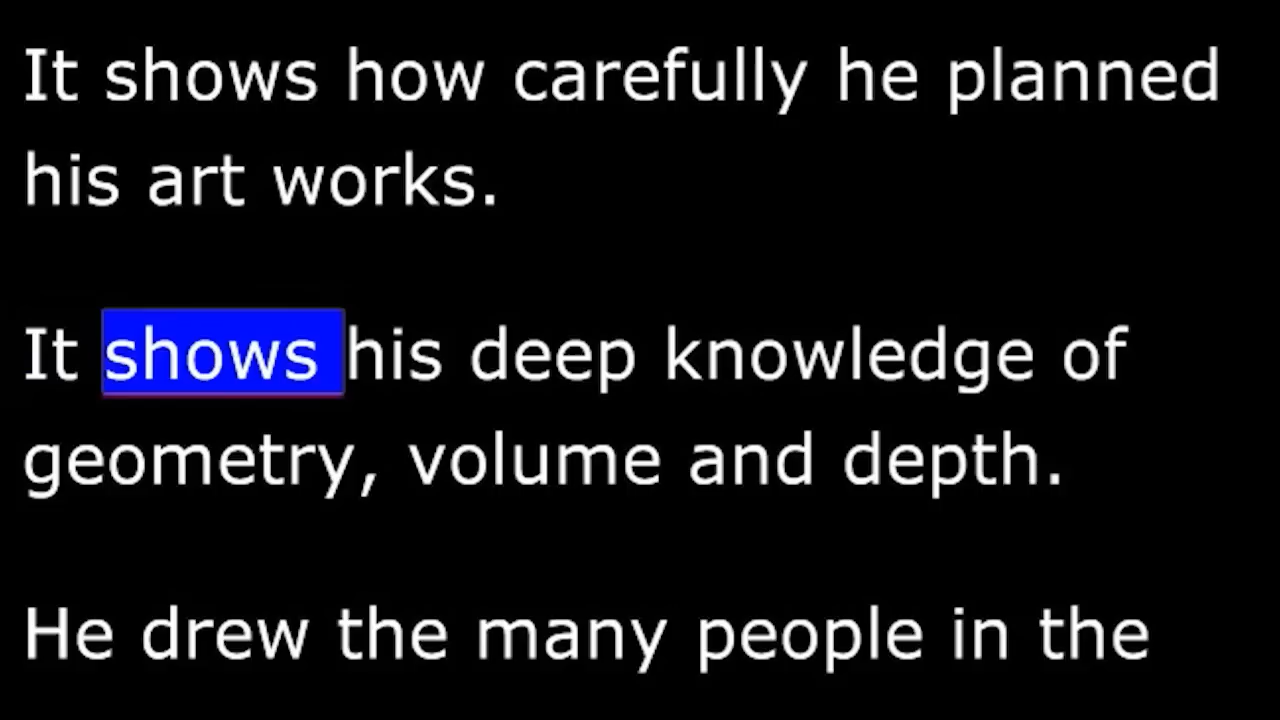 It shows how carefully he planned
his art works.
It shows his deep knowledge of
geometry, volume and depth.
He drew the many people in the